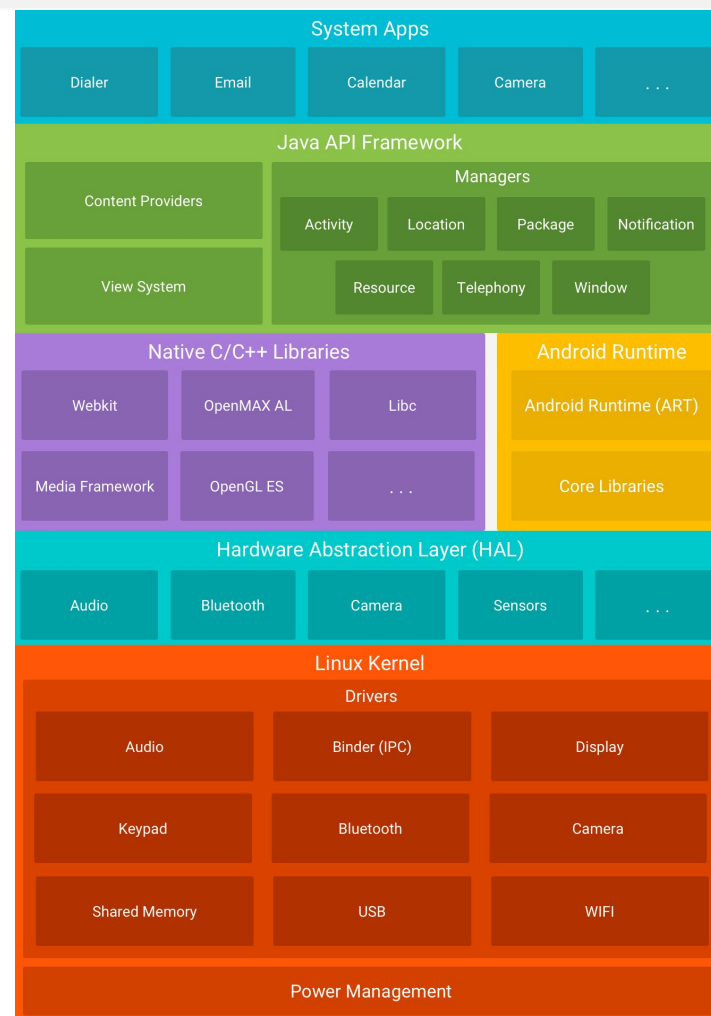 System Apps
Dialer
Email
Calendar
Camera
. . .
Java API Framework
Content Providers
View System
Managers
Activity
Location
Package
Notification
Resource
Telephony
Window
Native C/C++ Libraries
Webkit
OpenMAX AL
Libc
Media Framework
OpenGL ES
. . .
Android Runtime
Android Runtime (ART)
Core Libraries
Hardware Abstraction Layer (HAL)
Audio
Bluetooth
Camera
Sensors
. . .
Linux Kernel
Drivers
Audio
Binder (IPC)
Display
Keypad
Bluetooth
Camera
Shared Memory
USB
WIFI
Power Management